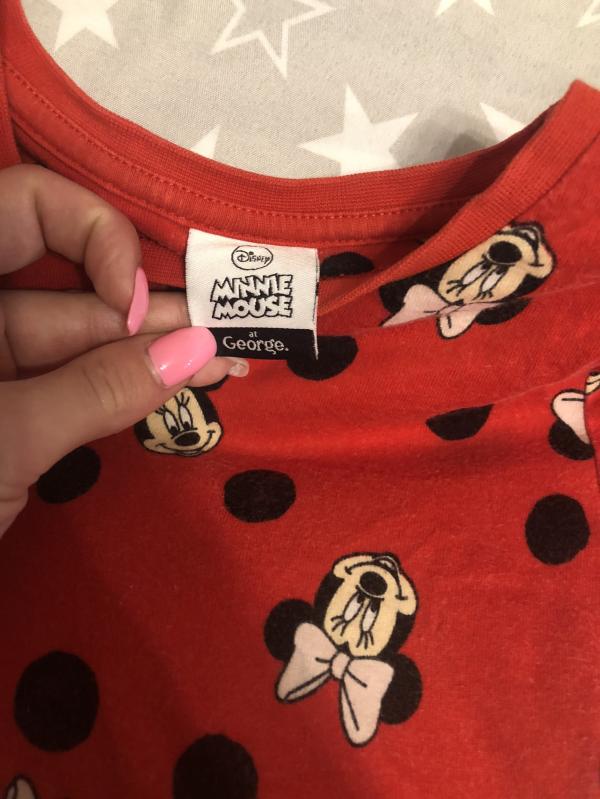 Disney
MINNIE
MOUSE
at
George.